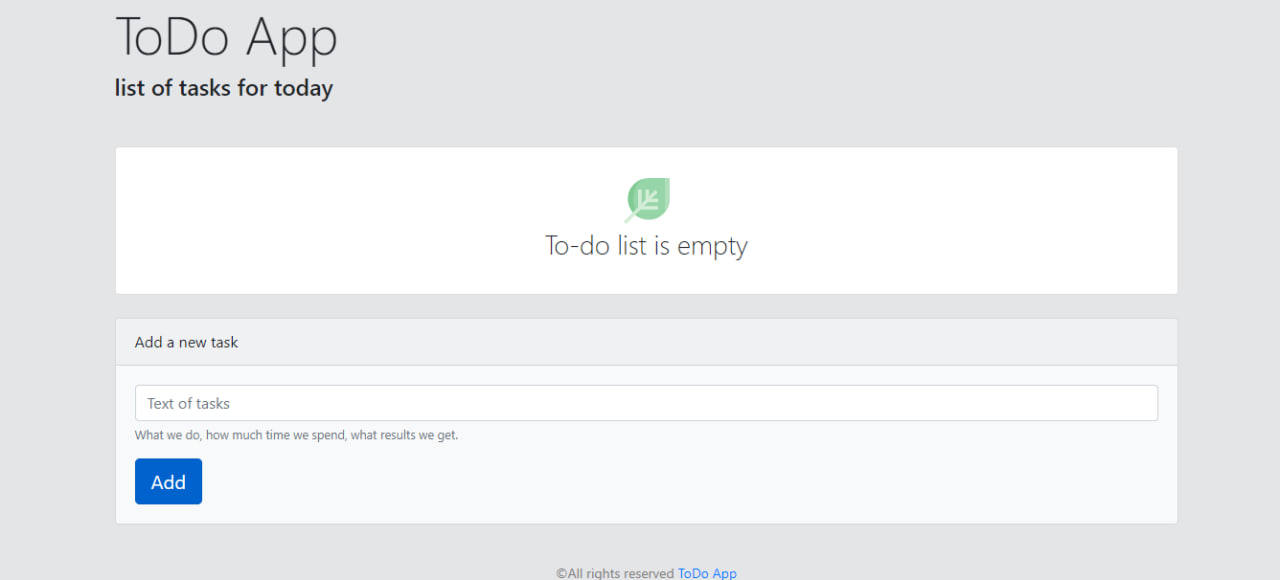 ToDo App
list of tasks for today
To-do list is empty
Add a new task
Text of tasks
What we do, how much time we spend, what results we get.
Add
©All rights reserved ToDo App